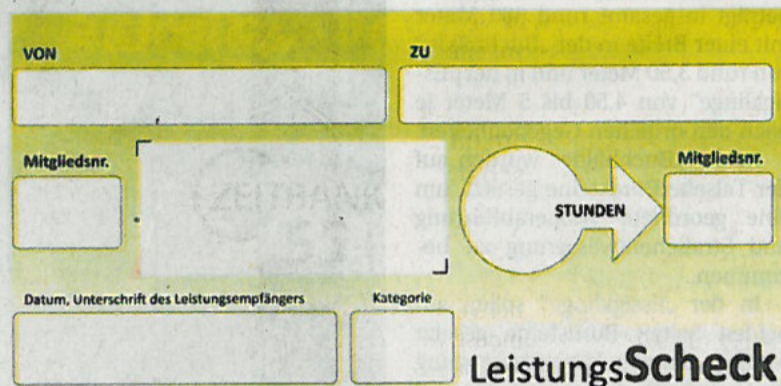 VON
ZU
Mitgliedsnr.
STUNDEN
Mitgliedsnr.
Datum, Unterschrift des Leistungsempfängers
Kategorie
LeistungsScheck